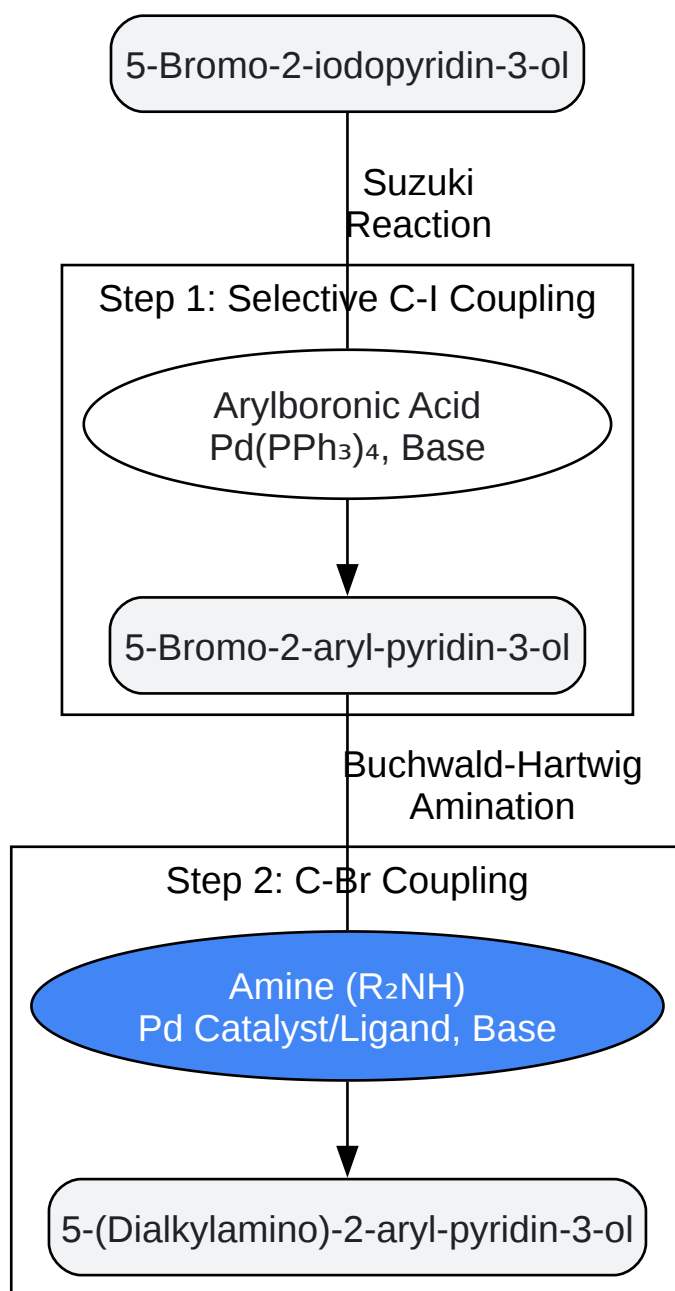 5-Bromo-2-iodopyridin-3-ol
Suzuki
Reaction
Step 1: Selective C-I Coupling
Arylboronic Acid
Pd(PPh₃)₄, Base
5-Bromo-2-aryl-pyridin-3-ol
Buchwald-Hartwig
Amination
Step 2: C-Br Coupling
Amine (R₂NH)
Pd Catalyst/Ligand, Base
5-(Dialkylamino)-2-aryl-pyridin-3-ol